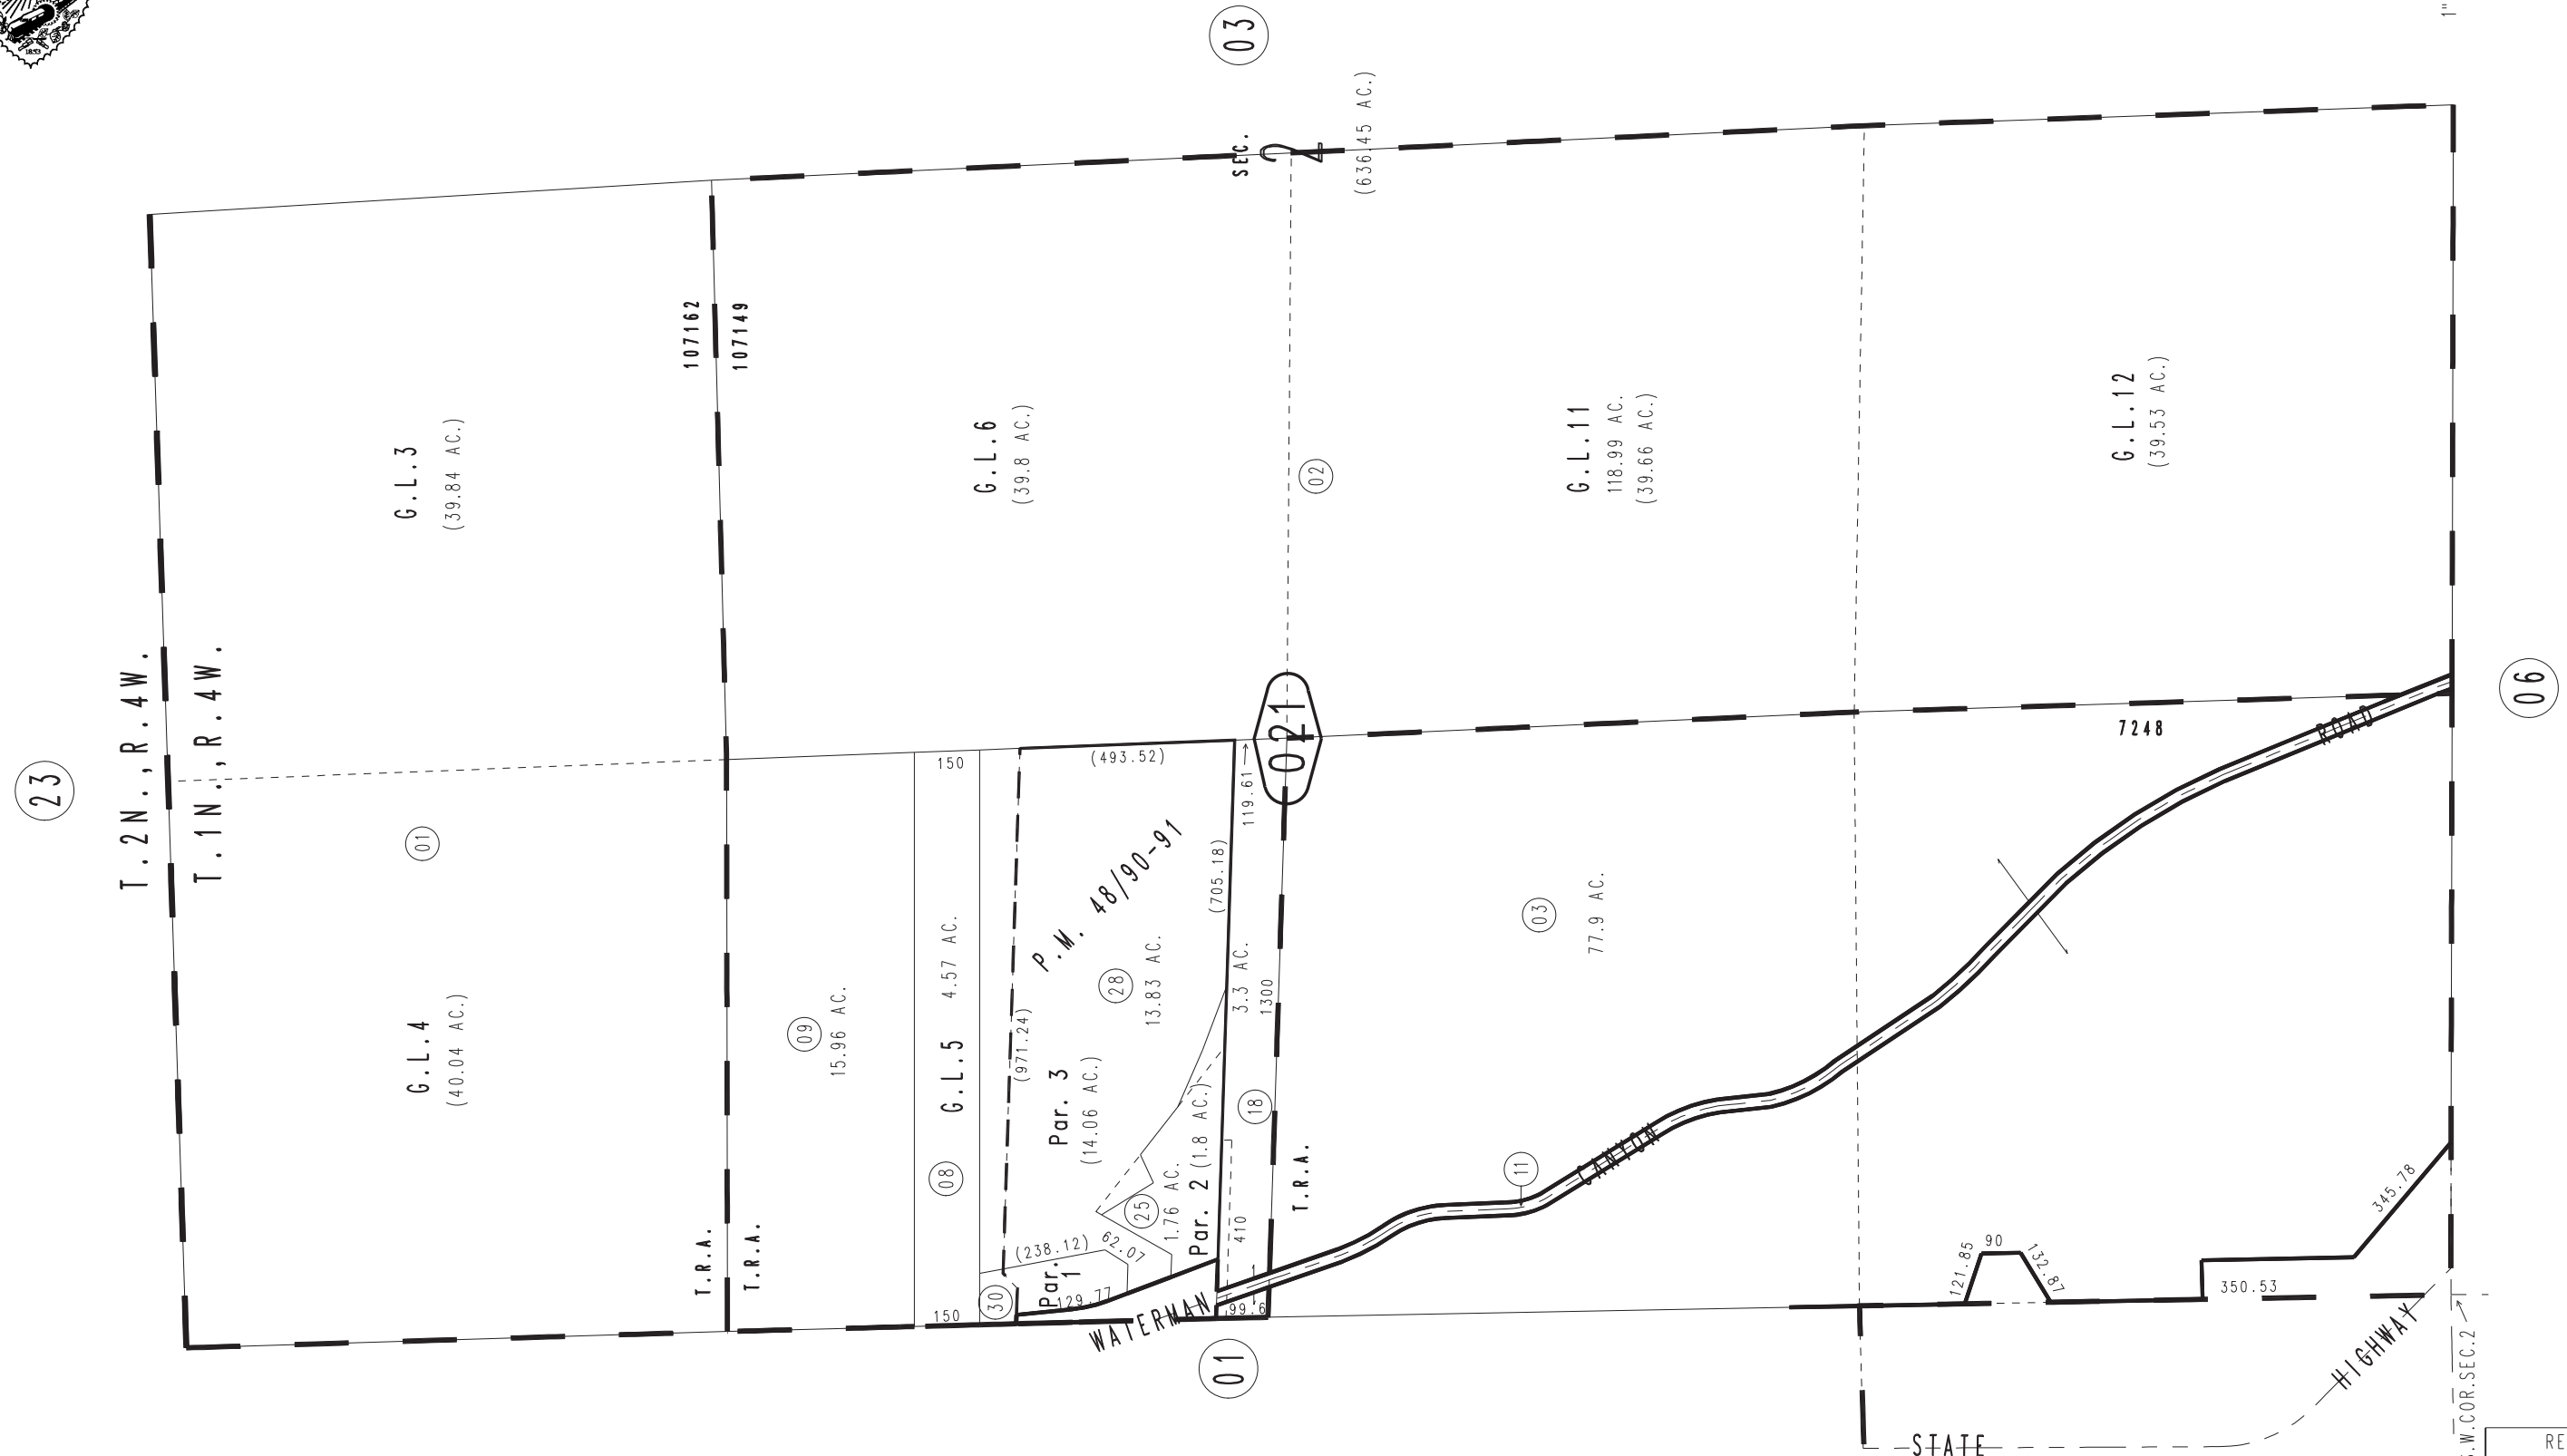 1853
03
1"
23
T.2N.,R.4W.
T.1N.,R.4W.
G.L.3
(39.84 AC.)
01
G.L.4
(40.04 AC.)
107162
107149
T.R.A.
T.R.A.
SEC.
2
(636.45 AC.)
G.L.6
(39.8 AC.)
02
G.L.11
118.99 AC.
(39.66 AC.)
G.L.12
(39.53 AC.)
09
15.96 AC.
150
4.57 AC.
G.L.5
08
150
(493.52)
P.M. 48/90-91
(971.24)
28
13.83 AC.
(705.18)
119.61
Par. 3
(14.06 AC.)
3.3 AC.
1300
18
Par. 2 (1.8 AC.)
25
1.76 AC.
410
(238.12)
62.07
Par. 1
129.77
30
99.6
021
T.R.A.
03
77.9 AC.
11
WATERMAN
CANYON
ROAD
7248
01
06
121.85
90
132.87
350.53
345.78
STATE
HIGHWAY
.W.COR.SEC.2
RE